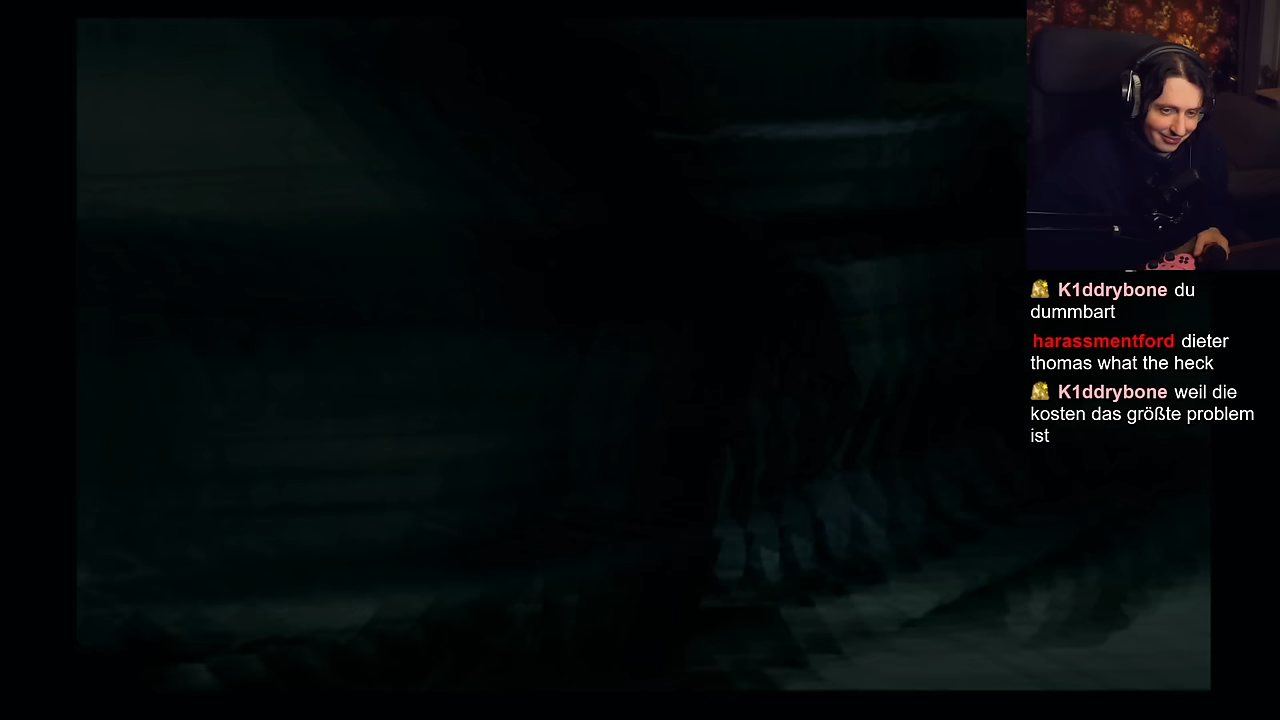 K1ddrybone du
dummbart
harassmentford dieter
thomas what the heck
K1ddrybone weil die
kosten das größte problem
ist